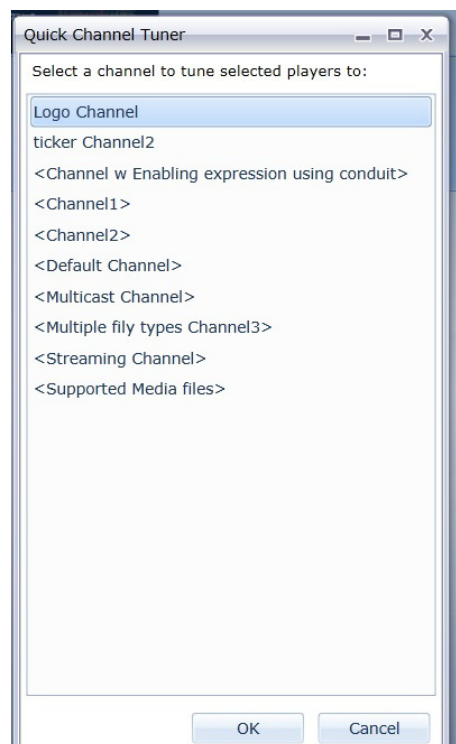 Quick Channel Tuner
Select a channel to tune selected players to:
Logo Channel
ticker Channel2
<Channel w Enabling expression using conduit>
<Channel1>
<Channel2>
<Default Channel>
<Multicast Channel>
<Multiple fily types Channel3>
<Streaming Channel>
<Supported Media files>
OK Cancel